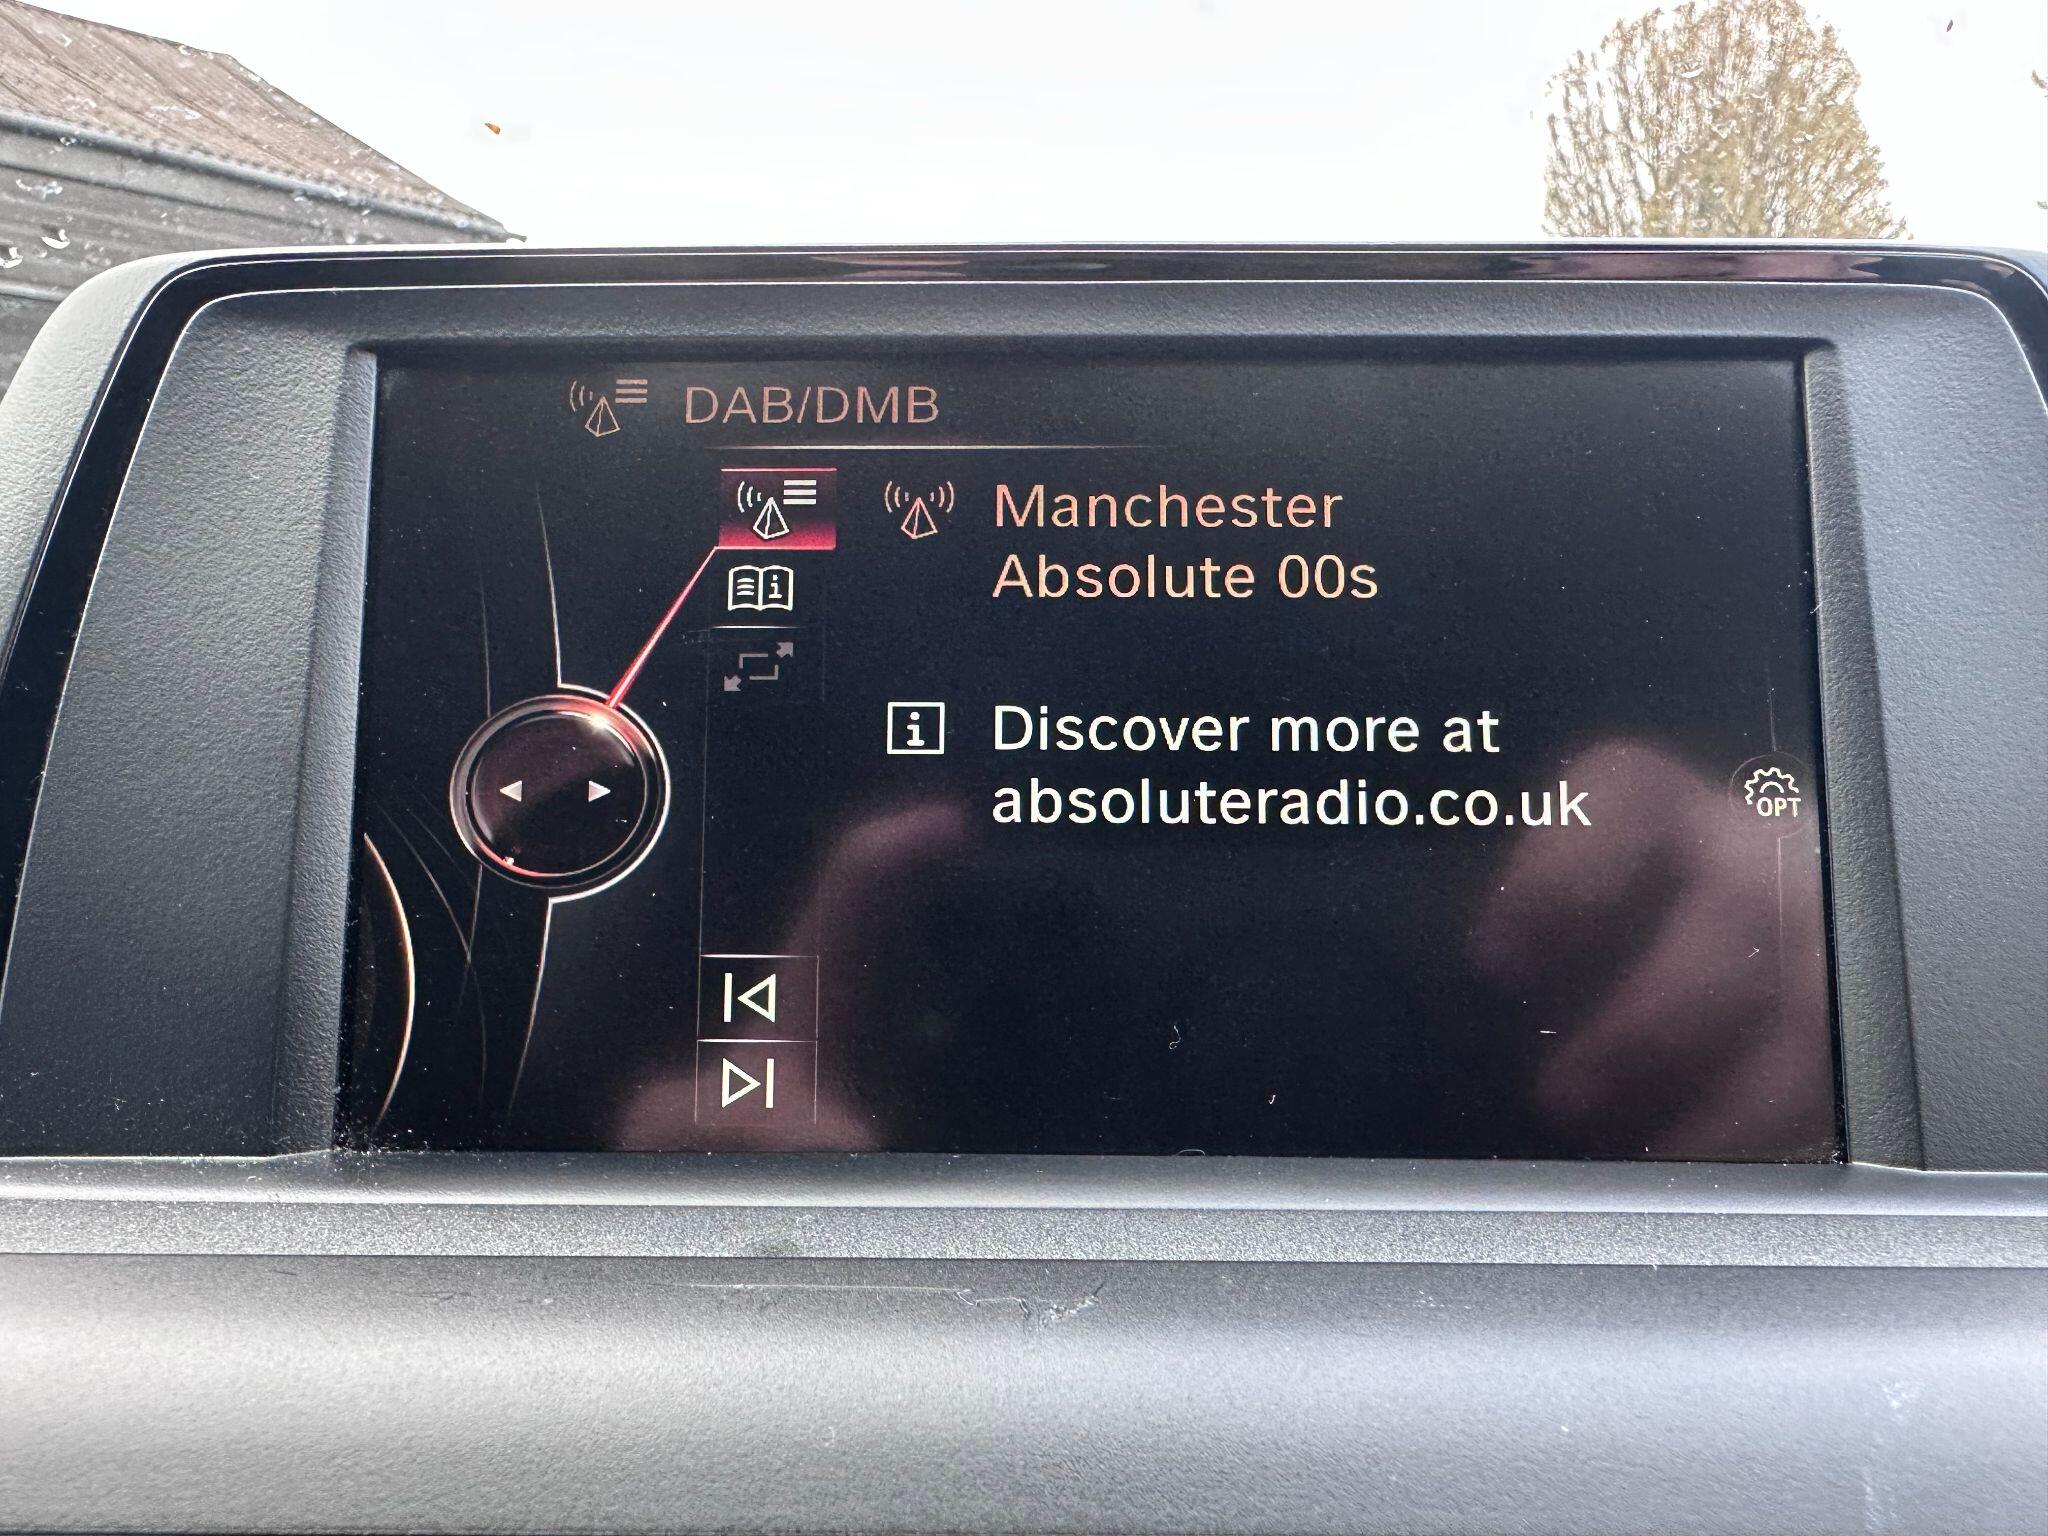 DAB/DMB
Manchester
Absolute 00s
i
Discover more at
absoluteradio.co.uk
OPT